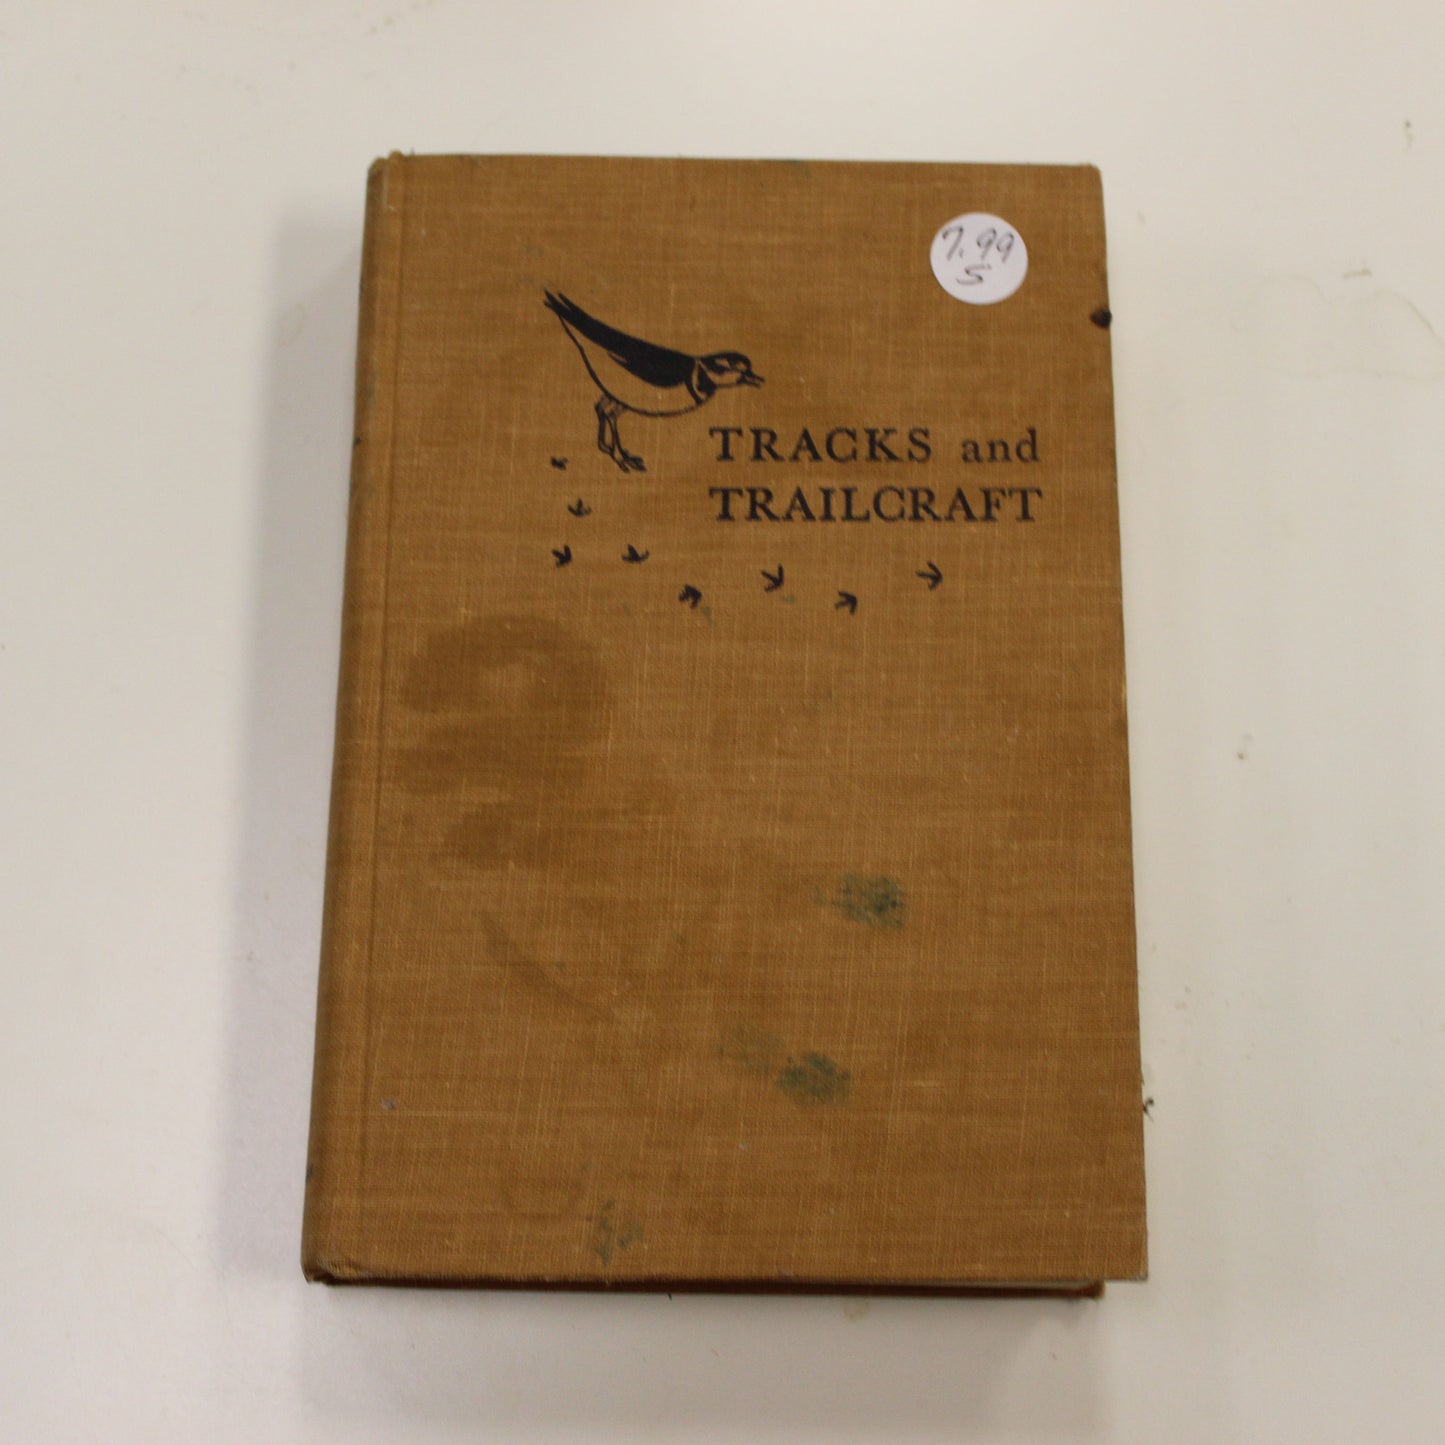 7.99
S
TRACKS and
TRAILCRAFT